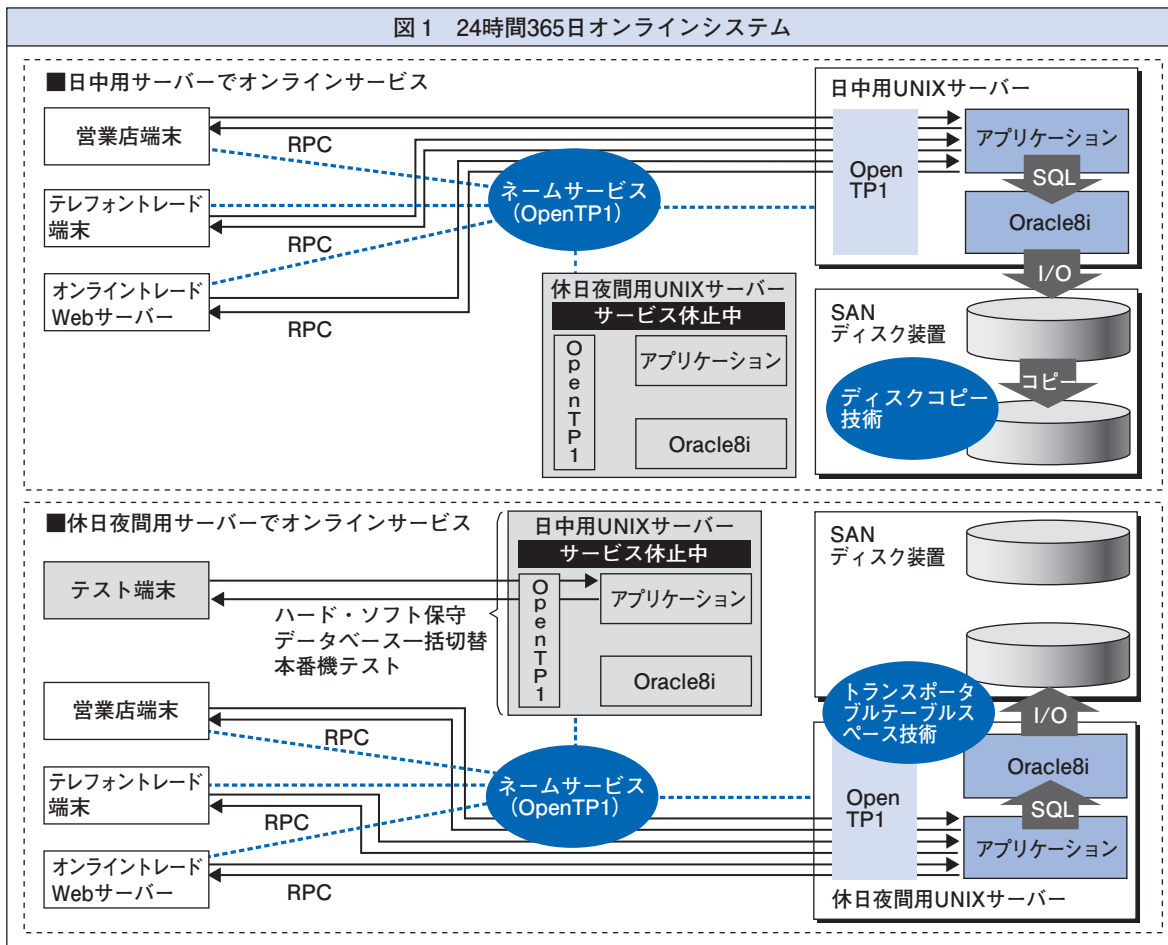 図1 24時間365日オンラインシステム
■日中用サーバーでオンラインサービス
営業店端末
RPC
テレフォントレード
端末
RPC
オンライントレード
Webサーバー
RPC
ネームサービス
(OpenTP1)
日中用UNIXサーバー
Open
TP1
アプリケーション
SQL
Oracle8i
I/O
SAN
ディスク装置
コピー
ディスクコピー
技術
休日夜間用UNIXサーバー
サービス休止中
OpenTP1
アプリケーション
Oracle8i
■休日夜間用サーバーでオンラインサービス
テスト端末
ハード・ソフト保守
データベース一括切替
本番機テスト
日中用UNIXサーバー
サービス休止中
OpenTP1
アプリケーション
Oracle8i
SAN
ディスク装置
トランスポータ
ブルテーブルス
ペース技術
I/O
営業店端末
RPC
テレフォントレード
端末
RPC
オンライントレード
Webサーバー
RPC
ネームサービス
(OpenTP1)
Open
TP1
Oracle8i
SQL
アプリケーション
休日夜間用UNIXサーバー